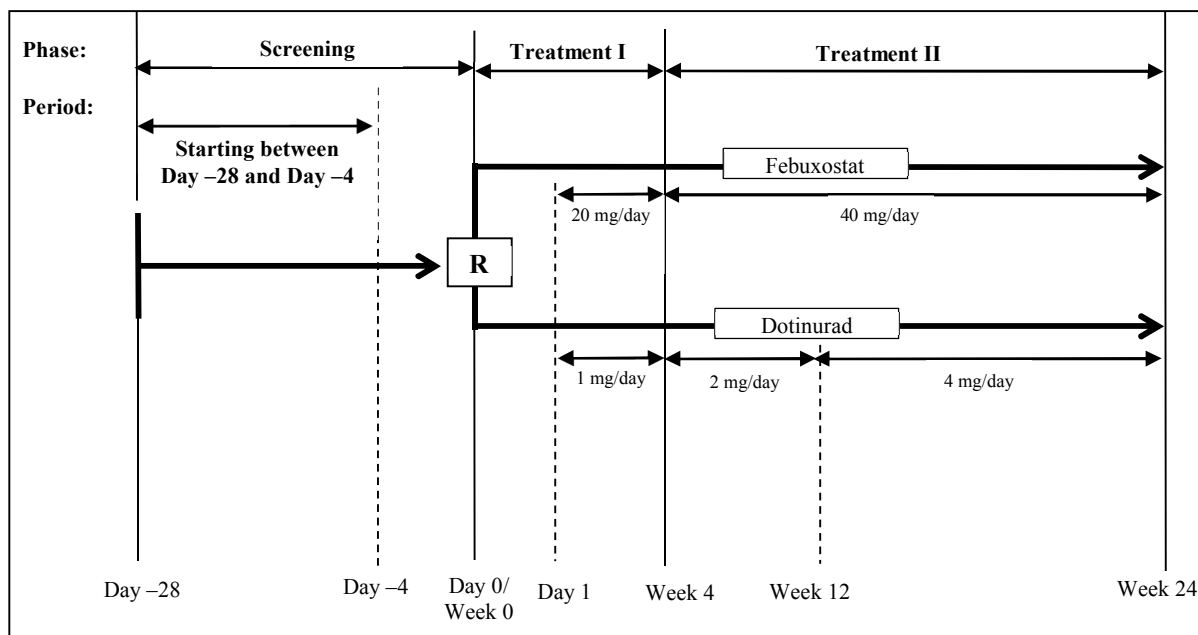 Phase:
Screening
Treatment I
Treatment II
Period:
Starting between
Day –28 and Day –4
Febuxostat
20 mg/day
40 mg/day
R
Dotinurad
1 mg/day
2 mg/day
4 mg/day
Day –28
Day –4
Day 0/
Week 0
Day 1
Week 4
Week 12
Week 24